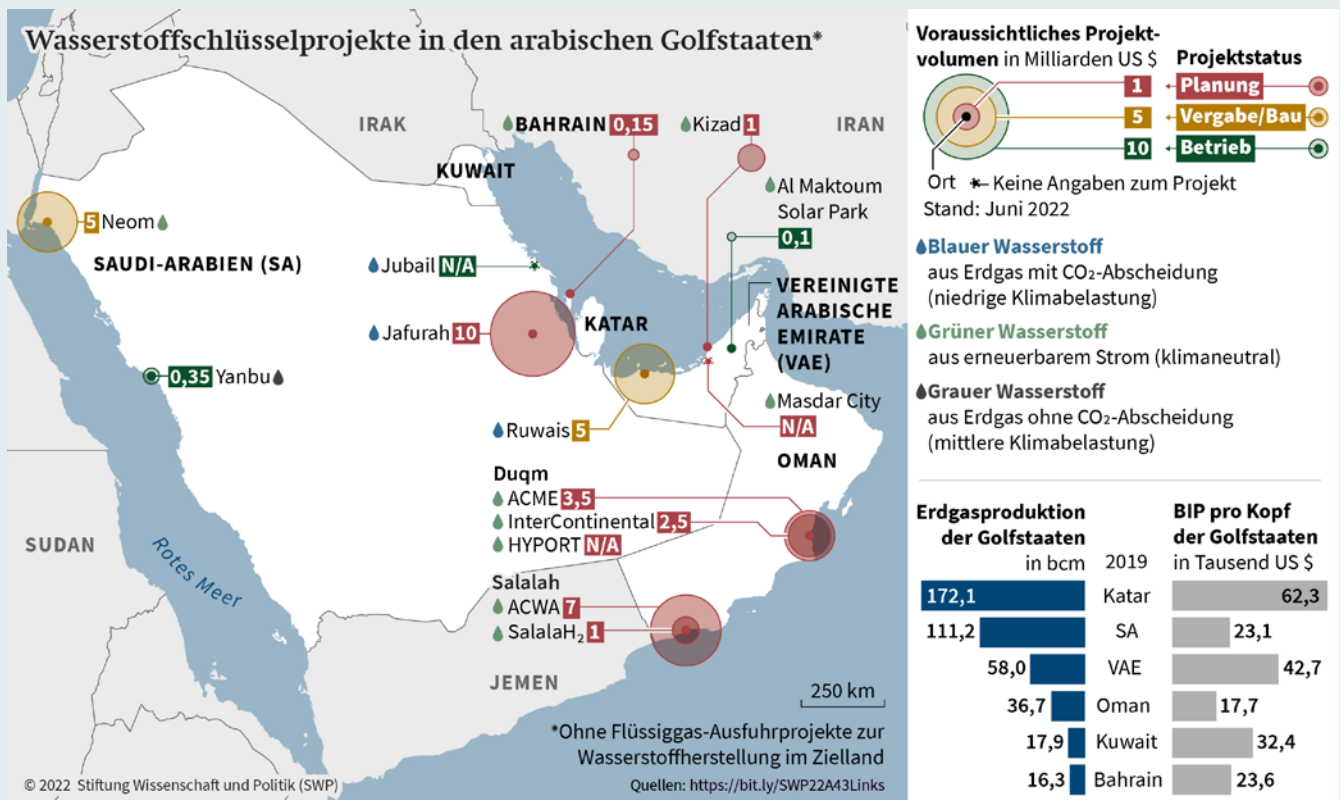 Wasserstoffschlüsselprojekte in den arabischen Golfstaaten*
IRAK
BAHRAIN 0,15
Kizad 1
IRAN
KUWAIT
Al Maktoum
Solar Park
0,1
5 Neom
SAUDI-ARABIEN (SA)
Jubail N/A
VEREINIGTE
ARABISCHE
EMIRATE
(VAE)
Jafurah 10
KATAR
0,35 Yanbu
Masdar City
N/A
Ruwais 5
OMAN
Duqm
ACME 3,5
InterContinental 2,5
HYPORT N/A
SUDAN
Rotes Meer
Salalah
ACWA 7
SalalaH₂ 1
JEMEN
250 km
*Ohne Flüssiggas-Ausfuhrprojekte zur
Wasserstoffherstellung im Zielland
© 2022 Stiftung Wissenschaft und Politik (SWP)
Quellen: https://bit.ly/SWP22A43Links
Voraussichtliches Projekt-
volumen in Milliarden US $
Projektstatus
1 Planung
5 Vergabe/Bau
10 Betrieb
Ort
Keine Angaben zum Projekt
Stand: Juni 2022
Blauer Wasserstoff
aus Erdgas mit CO₂-Abscheidung
(niedrige Klimabelastung)
Grüner Wasserstoff
aus erneuerbarem Strom (klimaneutral)
Grauer Wasserstoff
aus Erdgas ohne CO₂-Abscheidung
(mittlere Klimabelastung)
Erdgasproduktion
der Golfstaaten
in bcm
2019
BIP pro Kopf
der Golfstaaten
in Tausend US $
172,1 Katar 62,3
111,2 SA 23,1
58,0 VAE 42,7
36,7 Oman 17,7
17,9 Kuwait 32,4
16,3 Bahrain 23,6